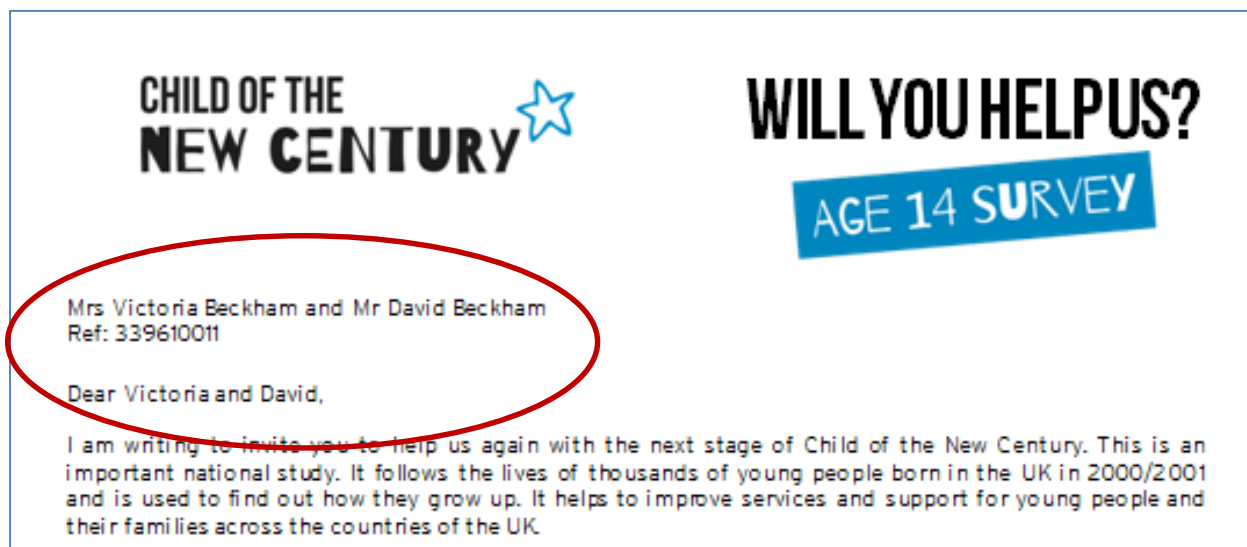 CHILD OF THE
NEW CENTURY
WILL YOU HELP US?
AGE 14 SURVEY
Mrs Victoria Beckham and Mr David Beckham
Ref: 339610011
Dear Victoria and David,
I am writing to invite you to help us again with the next stage of Child of the New Century. This is an
important national study. It follows the lives of thousands of young people born in the UK in 2000/2001
and is used to find out how they grow up. It helps to improve services and support for young people and
their families across the countries of the UK.